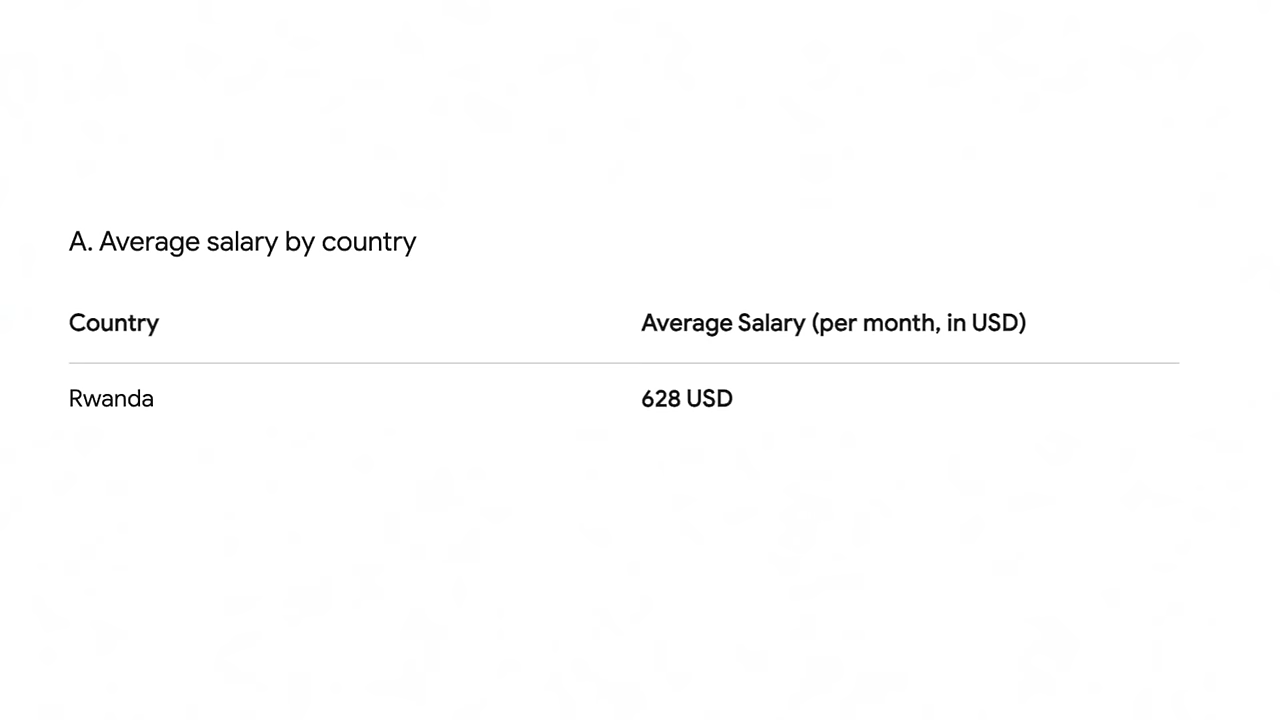 A. Average salary by country
Country Average Salary (per month, in USD)
Rwanda 628 USD